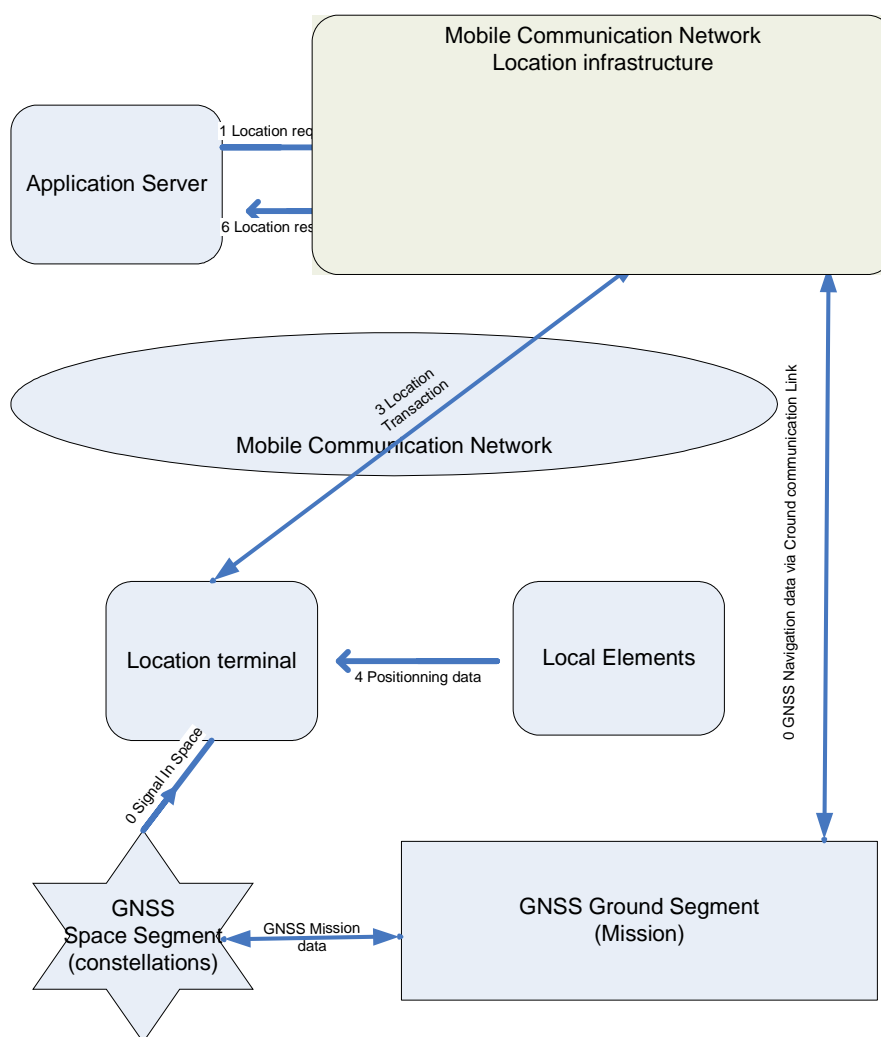 Mobile Communication Network
Location infrastructure
1 Location req
Application Server
6 Location res
3 Location
Transaction
Mobile Communication Network
0 GNSS Navigation data via Cround communication Link
Location terminal
Local Elements
4 Positionning data
0 Signal In Space
GNSS
Space Segment
(constellations)
GNSS Mission
data
GNSS Ground Segment
(Mission)